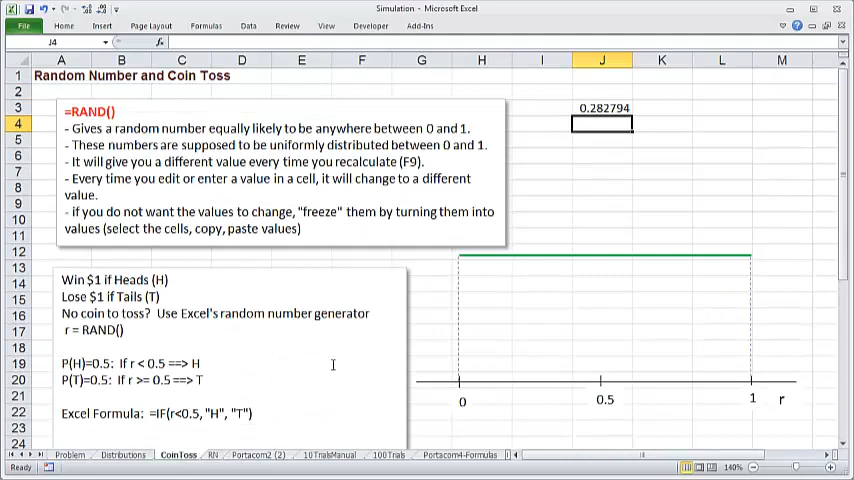 Simulation - Microsoft Excel
File Home Insert Page Layout Formulas Data Review View Developer Add-Ins
J4 fx
A B C D E F G H I J K L M
1 Random Number and Coin Toss
2
3 =RAND() 0.282794
4 - Gives a random number equally likely to be anywhere between 0 and 1.
5 - These numbers are supposed to be uniformly distributed between 0 and 1.
6 - It will give you a different value every time you recalculate (F9).
7 - Every time you edit or enter a value in a cell, it will change to a different
8 value.
9 - if you do not want the values to change, "freeze" them by turning them into
10 values (select the cells, copy, paste values)
11
12
13 Win $1 if Heads (H)
14 Lose $1 if Tails (T)
15 No coin to toss? Use Excel's random number generator
16 r = RAND()
17
18 P(H)=0.5: If r < 0.5 ==> H
19 P(T)=0.5: If r >= 0.5 ==> T
20
21 0 0.5 1 r
22 Excel Formula: =IF(r<0.5, "H", "T")
23
24
Problem Distributions CoinToss RN Portacom2 (2) 10TrialsManual 100Trials Portacom4-Formulas
Ready 140%